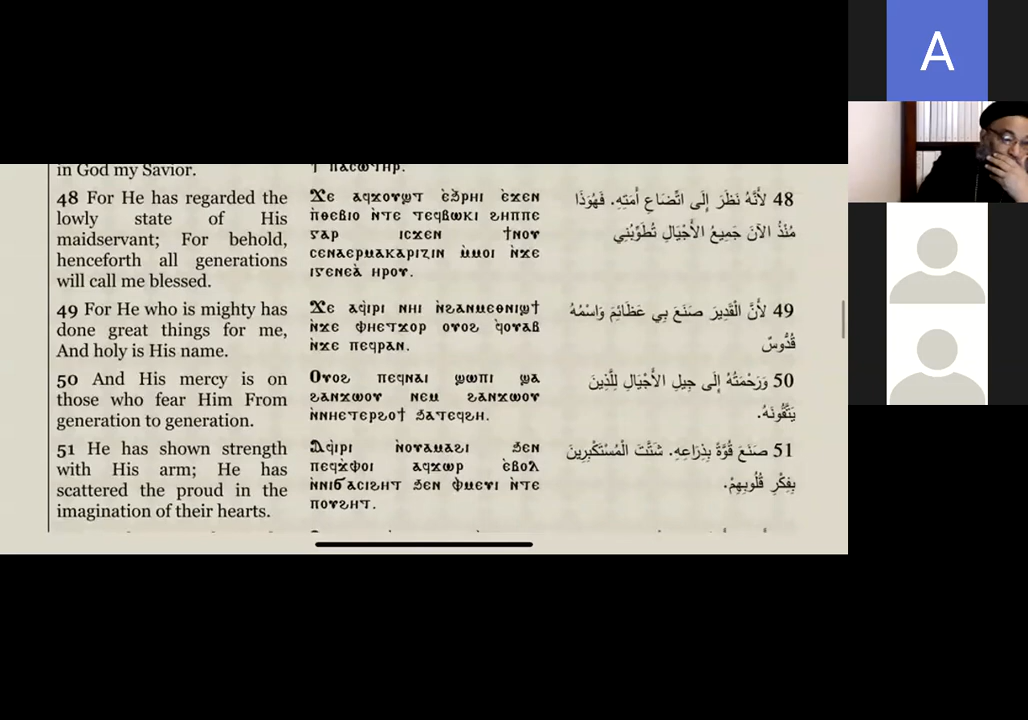 A
in God my Savior.
ϯ ⲡⲁⲥⲱⲧⲏⲣ.
48 For He has regarded the
lowly state of His
maidservant; For behold,
henceforth all generations
will call me blessed.
Ϫⲉ ⲁϥϫⲟⲩϣⲧ ⲉ̀ϧⲣⲏⲓ ⲉ̀ϫⲉⲛ
ⲡ̀ⲑⲉⲃⲓⲟ ⲛ̀ⲧⲉ ⲧⲉϥⲃⲱⲕⲓ ϩⲏⲡⲡⲉ
ⲅⲁⲣ ⲓⲥϫⲉⲛ ϯⲛⲟⲩ
ⲥⲉⲛⲁⲉⲣⲙⲁⲕⲁⲣⲓⲍⲓⲛ ⲙ̀ⲙⲟⲓ ⲛ̀ϫⲉ
ⲓⲅⲉⲛⲉⲁ̀ ⲧⲏⲣⲟⲩ.
48 لأَنَّهُ نَظَرَ إِلَى اتِّضَاعِ أَمَتِهِ. فَهُوَذَا
مُنْذُ الآنَ جَمِيعُ الأَجْيَالِ تُطَوِّبُنِي
49 For He who is mighty has
done great things for me,
And holy is His name.
Ϫⲉ ⲁϥⲓ̀ⲣⲓ ⲛⲏⲓ ⲛ̀ϩⲁⲛⲙⲉⲑⲛⲓϣϯ
ⲛ̀ϫⲉ ⲫⲏⲉⲧϫⲟⲣ ⲟⲩⲟϩ ϥ̀ⲟⲩⲁⲃ
ⲛ̀ϫⲉ ⲡⲉϥⲣⲁⲛ.
49 لأَنَّ الْقَدِيرَ صَنَعَ بِي عَظَائِمَ وَاسْمُهُ
قُدُّوسٌ
50 And His mercy is on
those who fear Him From
generation to generation.
Ⲟⲩⲟϩ ⲡⲉϥⲛⲁⲓ ϣⲱⲡⲓ ϣⲁ
ϩⲁⲛϫⲱⲟⲩ ⲛⲉⲙ ϩⲁⲛϫⲱⲟⲩ
ⲛ̀ⲛⲏⲉⲧⲉⲣϩⲟϯ ϧⲁⲧⲉϥϩⲏ.
50 وَرَحْمَتُهُ إِلَى جِيلِ الأَجْيَالِ لِلَّذِينَ
يَتَّقُونَهُ.
51 He has shown strength
with His arm; He has
scattered the proud in the
imagination of their hearts.
Ⲁϥⲓ̀ⲣⲓ ⲛ̀ⲟⲩⲁⲙⲁϩⲓ ϧⲉⲛ
ⲡⲉϥϫ̀ⲫⲟⲓ ⲁϥϫⲱⲣ ⲉ̀ⲃⲟⲗ
ⲛ̀ⲛⲓϭⲁⲥⲓϩⲏⲧ ϧⲉⲛ ⲫ̀ⲙⲉⲩⲓ ⲛ̀ⲧⲉ
ⲡⲟⲩϩⲏⲧ.
51 صَنَعَ قُوَّةً بِذِرَاعِهِ. شَتَّتَ الْمُسْتَكْبِرِينَ
بِفِكْرِ قُلُوبِهِمْ.